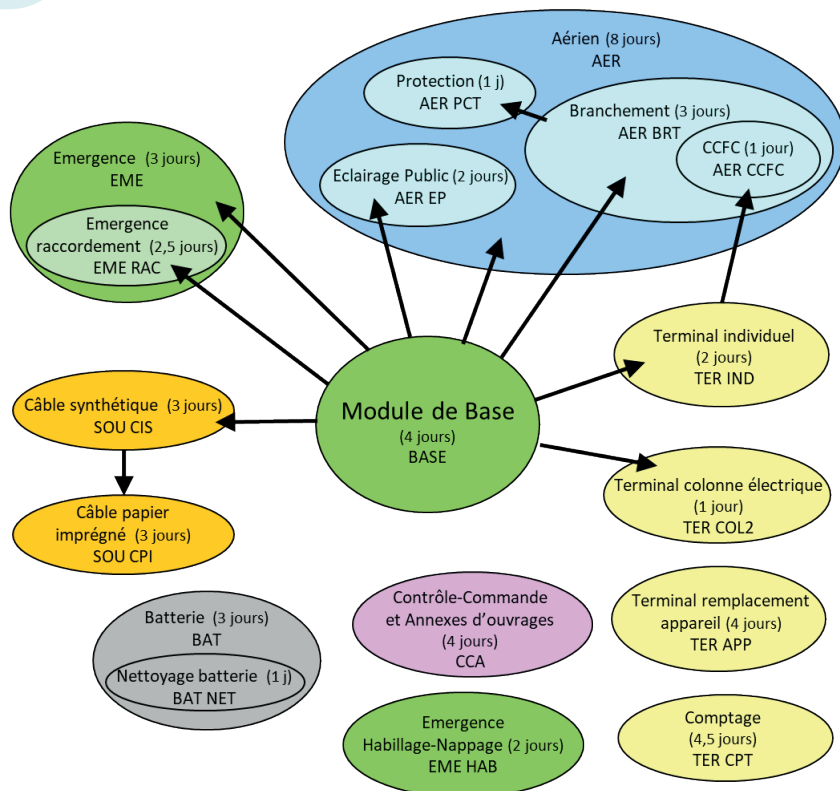 Aérien (8 jours)
AER
Protection (1 j)
AER PCT
Branchement (3 jours)
AER BRT
CCFC (1 jour)
AER CCFC
Eclairage Public (2 jours)
AER EP
Emergence (3 jours)
EME
Emergence
raccordement (2,5 jours)
EME RAC
Terminal individuel
(2 jours)
TER IND
Module de Base
(4 jours)
BASE
Câble synthétique (3 jours)
SOU CIS
Terminal colonne électrique
(1 jour)
TER COL2
Câble papier
imprégné (3 jours)
SOU CPI
Batterie (3 jours)
BAT
Nettoyage batterie (1 j)
BAT NET
Contrôle-Commande
et Annexes d’ouvrages
(4 jours)
CCA
Terminal remplacement
appareil (4 jours)
TER APP
Emergence
Habillage-Nappage (2 jours)
EME HAB
Comptage
(4,5 jours)
TER CPT